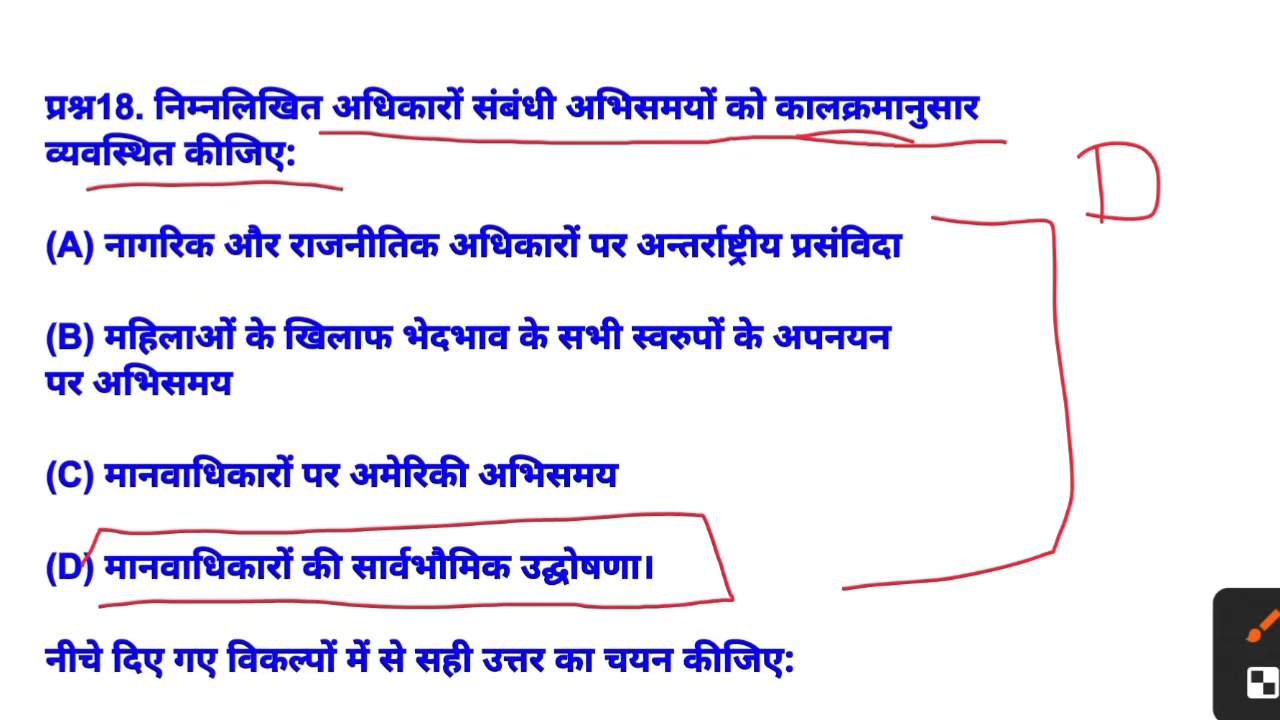 प्रश्न18. निम्नलिखित अधिकारों संबंधी अभिसमयों को कालक्रमानुसार
व्यवस्थित कीजिए:
D
(A) नागरिक और राजनीतिक अधिकारों पर अन्तर्राष्ट्रीय प्रसंविदा
(B) महिलाओं के खिलाफ भेदभाव के सभी स्वरुपों के अपनयन
पर अभिसमय
(C) मानवाधिकारों पर अमेरिकी अभिसमय
(D) मानवाधिकारों की सार्वभौमिक उद्घोषणा।
नीचे दिए गए विकल्पों में से सही उत्तर का चयन कीजिए: